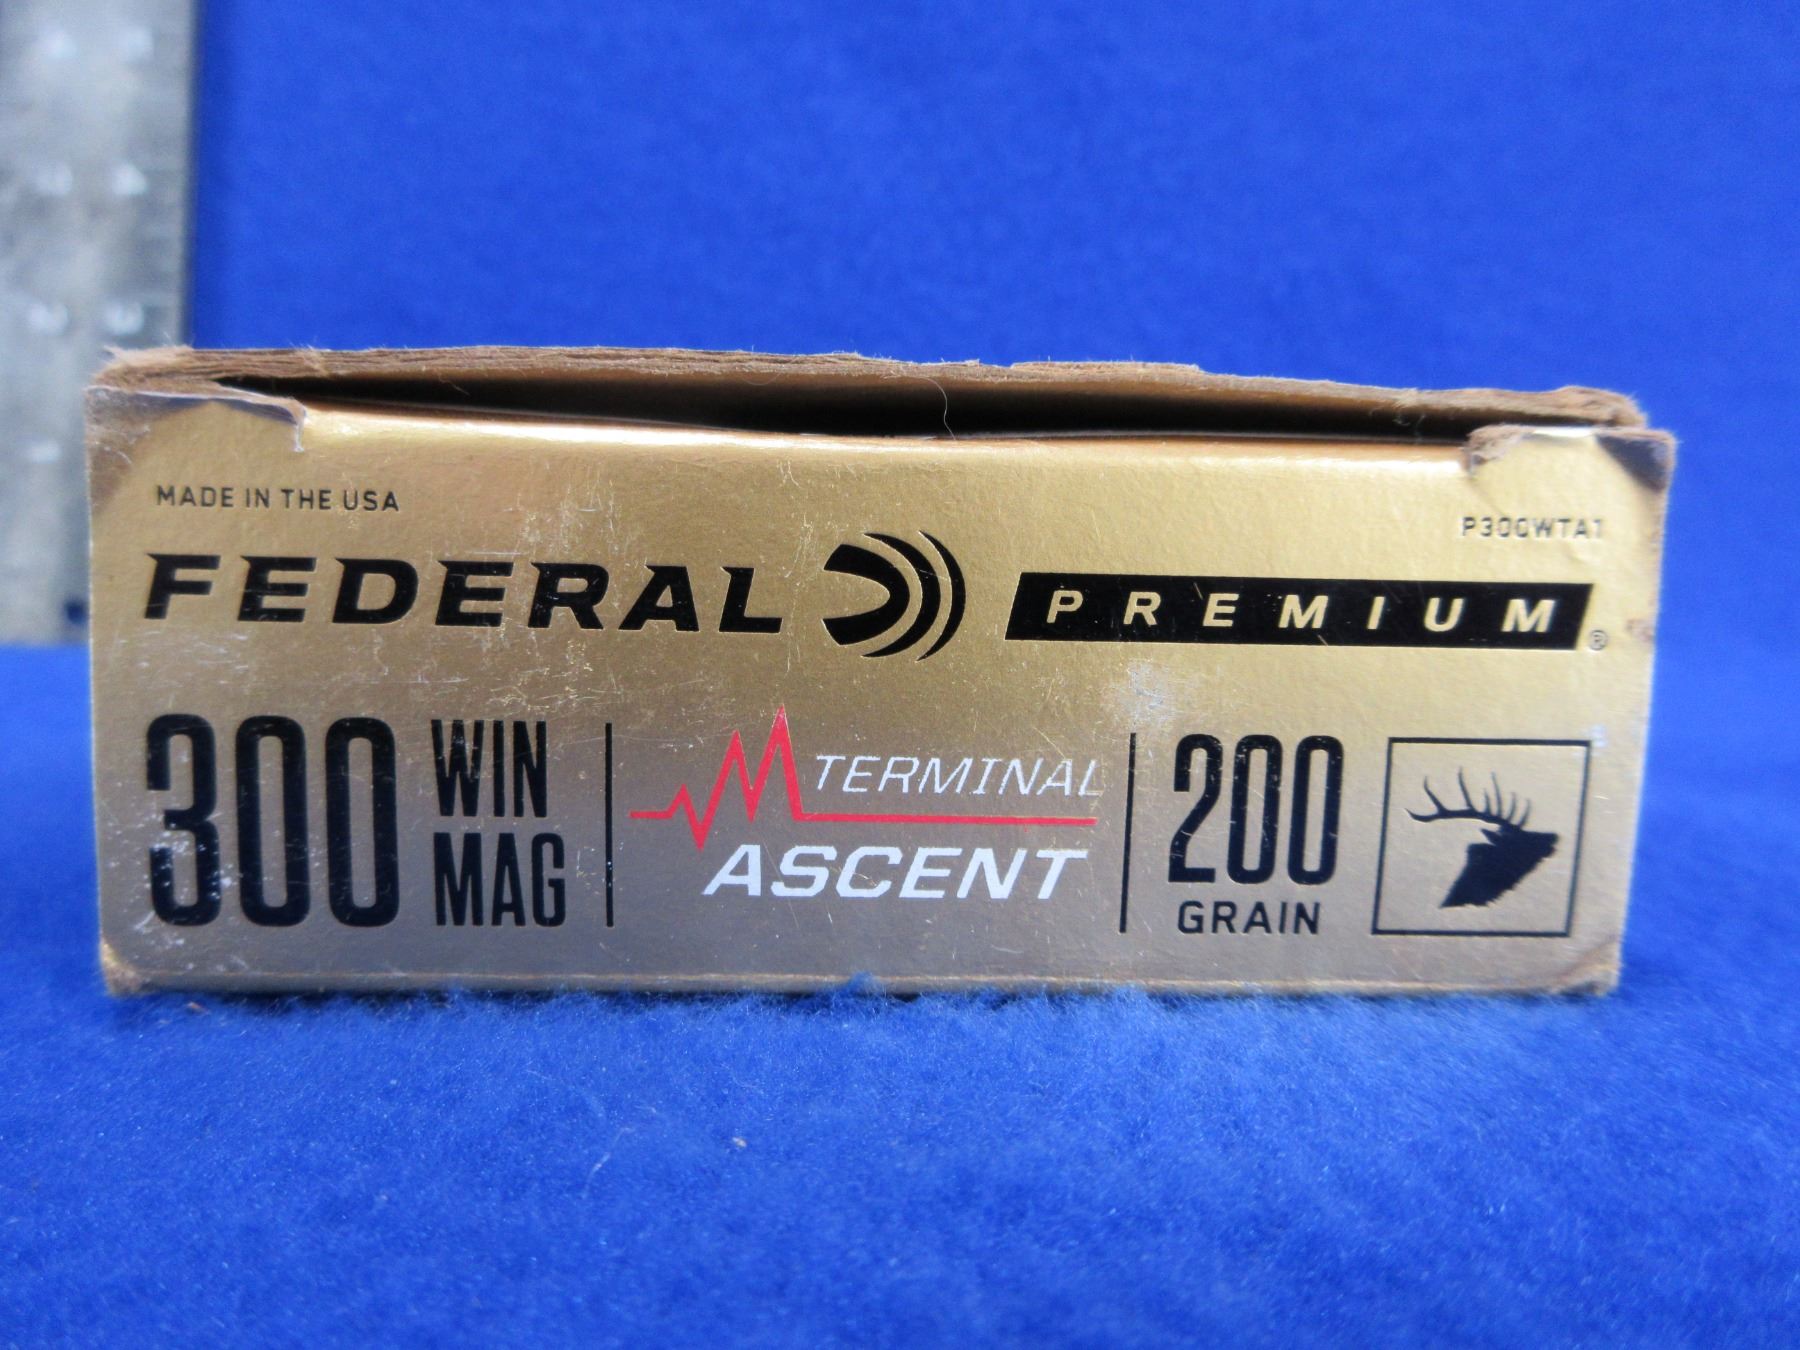 MADE IN THE USA
P300WTA1
FEDERAL PREMIUM®
300 WIN MAG
TERMINAL ASCENT
200 GRAIN